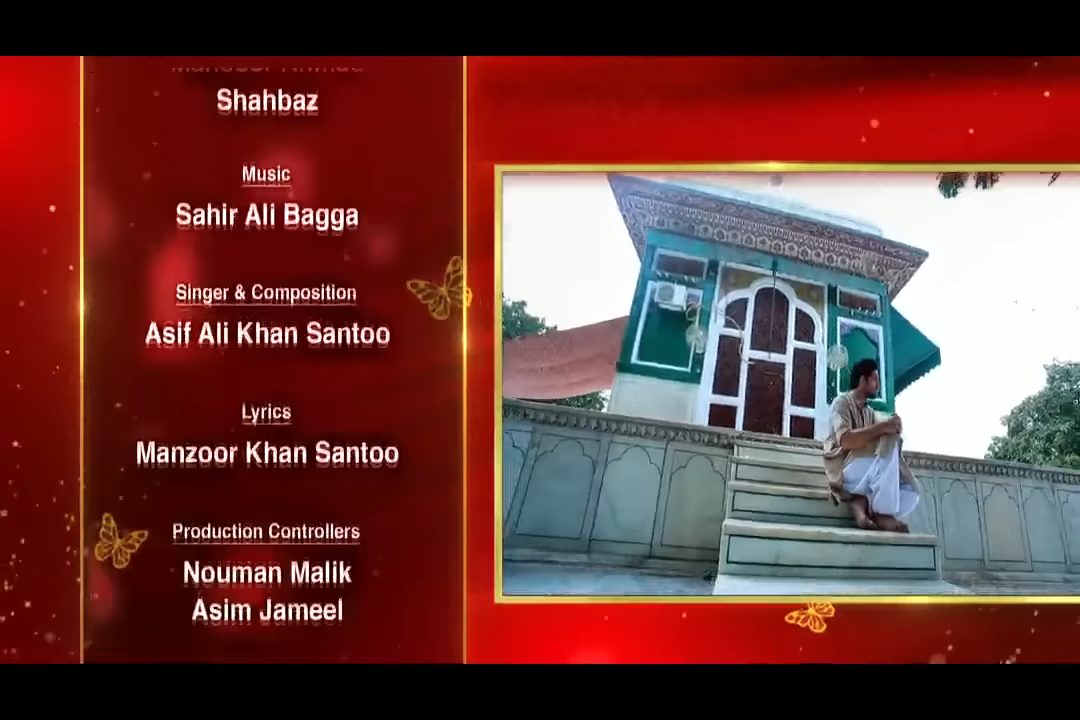 Shahbaz
Music
Sahir Ali Bagga
Singer & Composition
Asif Ali Khan Santoo
Lyrics
Manzoor Khan Santoo
Production Controllers
Nouman Malik
Asim Jameel